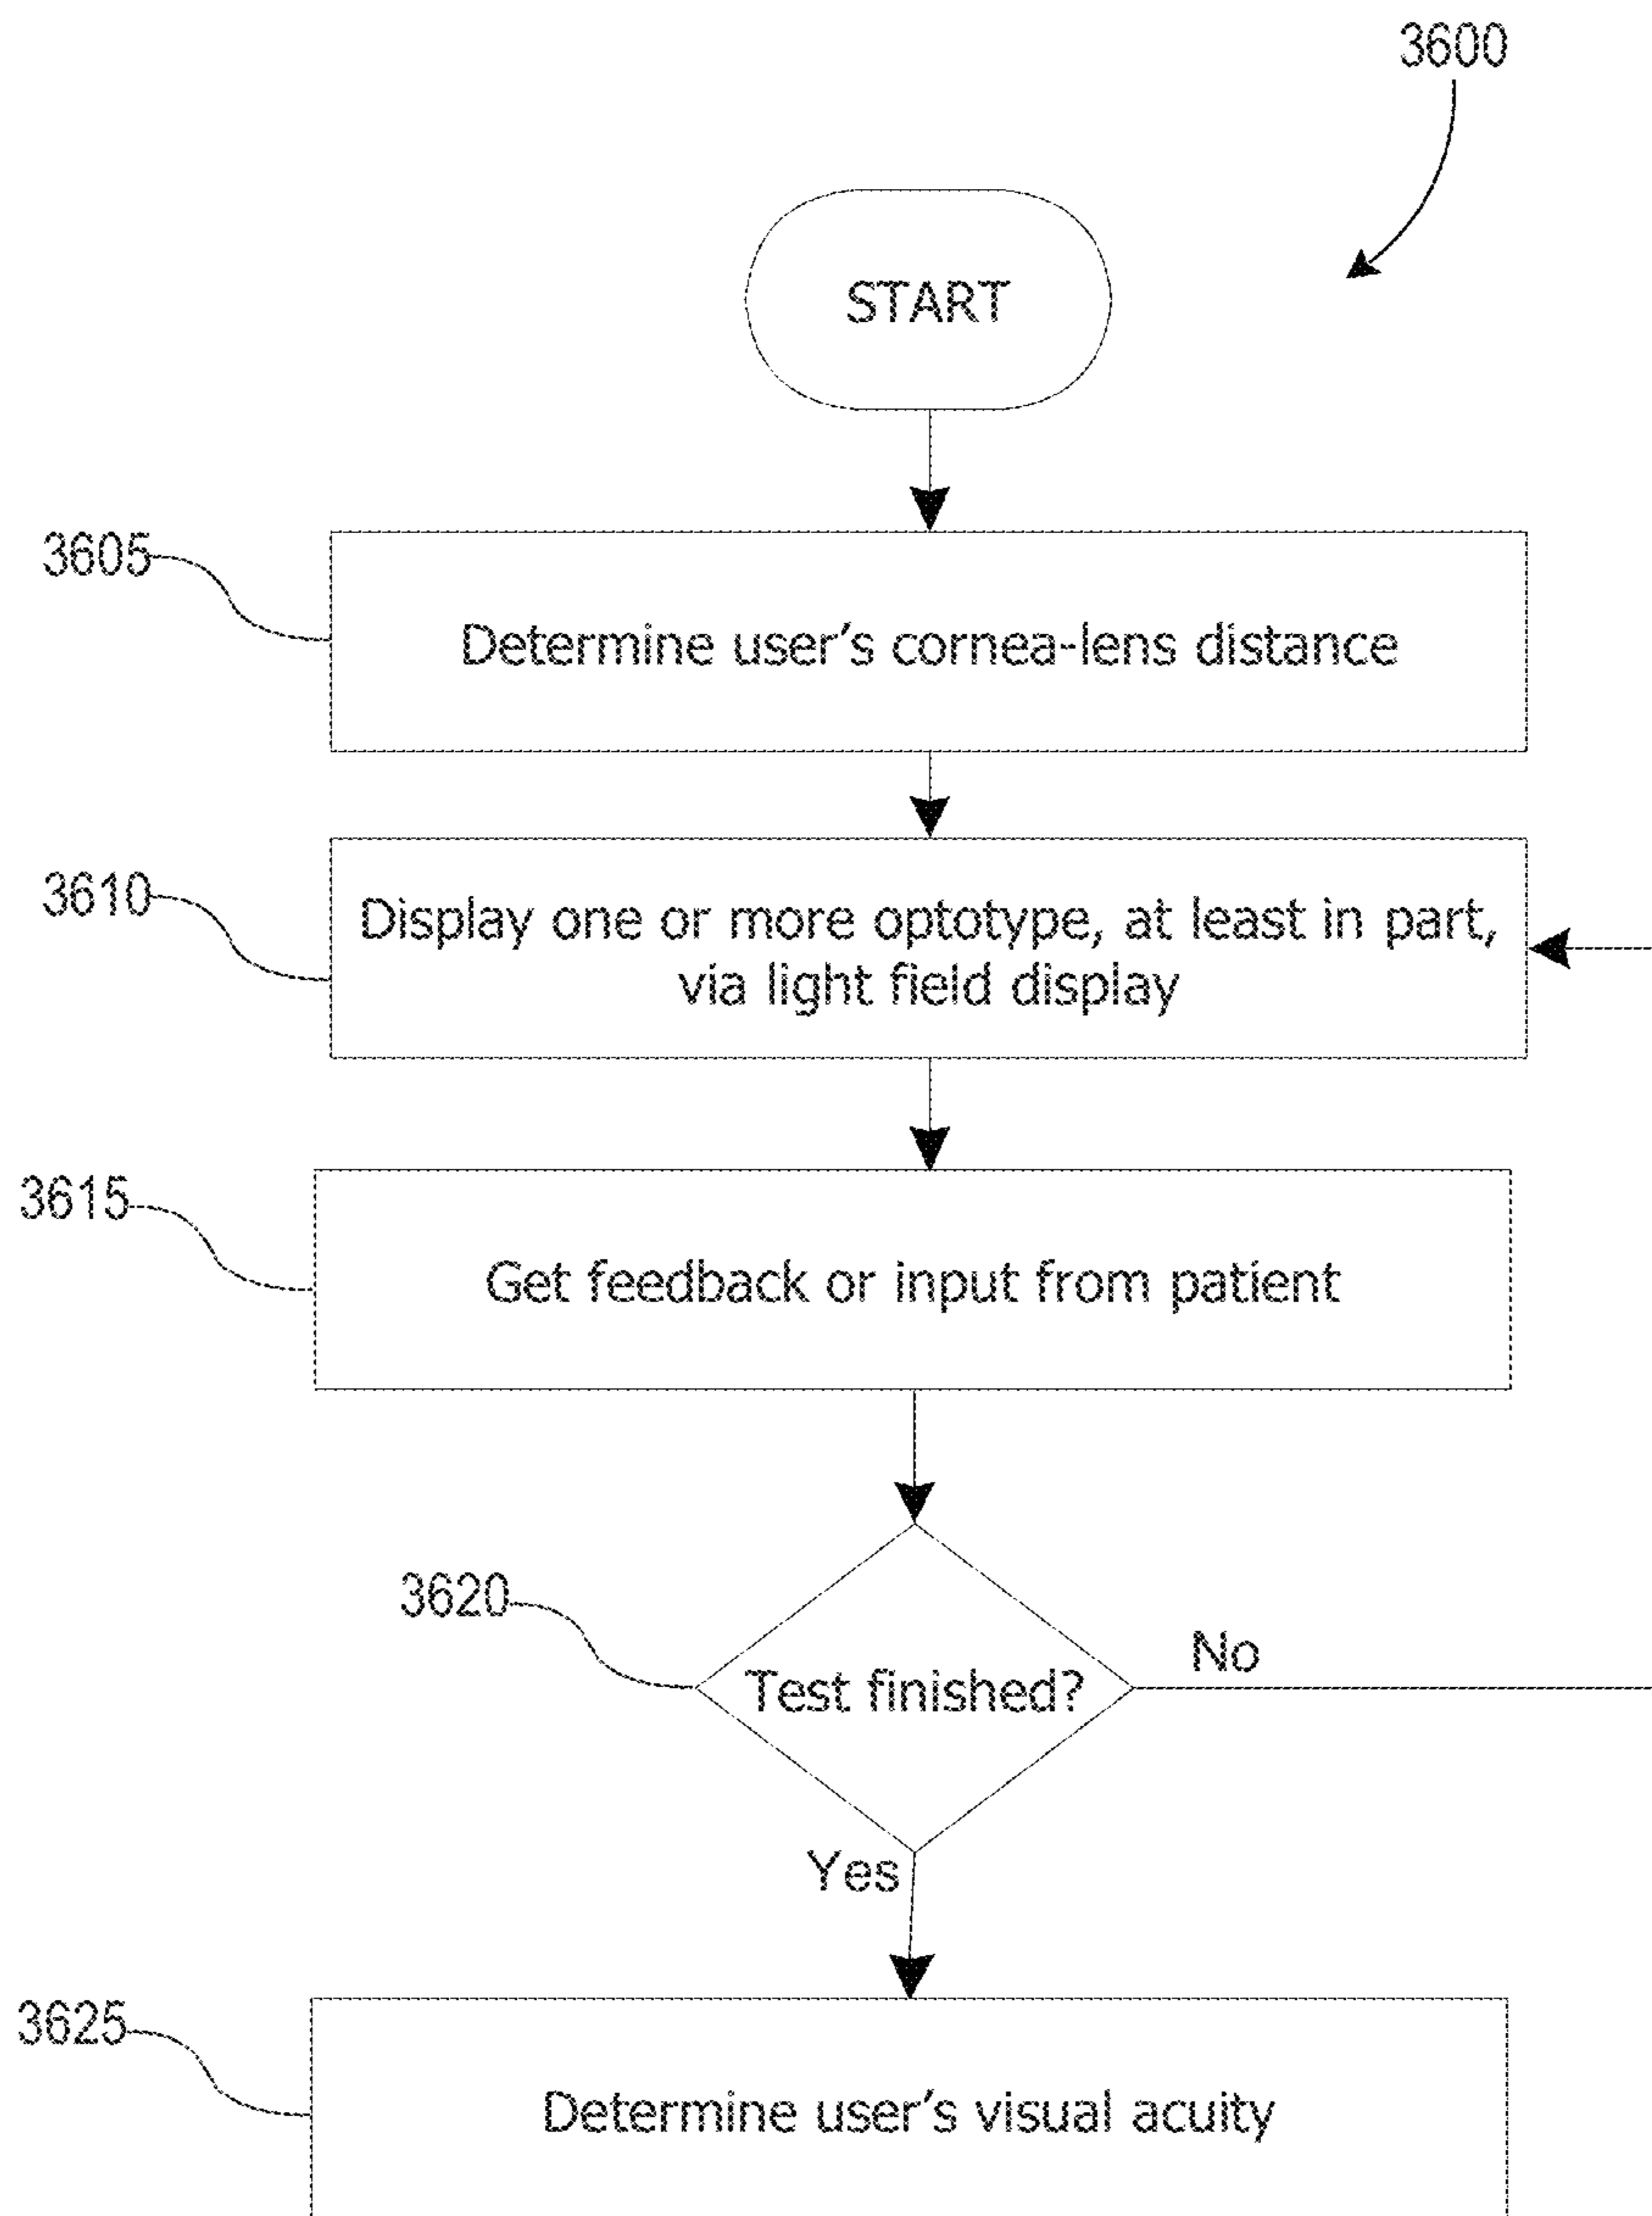 3600
START
3605
Determine user's cornea-lens distance
3610
Display one or more optotype, at least in part,
via light field display
3615
Get feedback or input from patient
3620
Test finished?
No
Yes
3625
Determine user's visual acuity